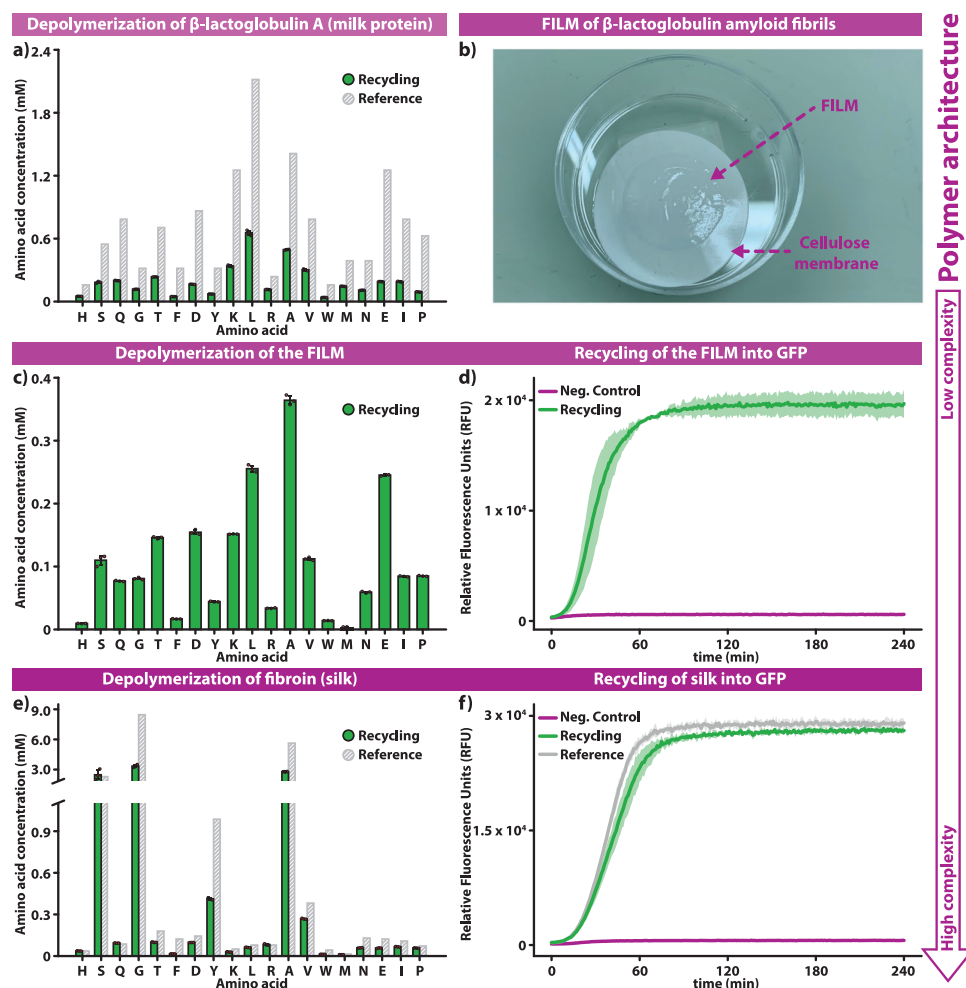 Depolymerization of β-lactoglobulin A (milk protein)
a)
2.4
1.8
1.2
0.6
0
Amino acid concentration (mM)
Recycling
Reference
H S Q G T F D Y K L R A V W M N E I P
Amino acid
FILM of β-lactoglobulin amyloid fibrils
b)
FILM
Cellulose
membrane
Polymer architecture
Low complexity
High complexity
Depolymerization of the FILM
c)
0.4
0.3
0.2
0.1
0
Amino acid concentration (mM)
Recycling
H S Q G T F D Y K L R A V W M N E I P
Amino acid
Recycling of the FILM into GFP
d)
Neg. Control
Recycling
2 x 10⁴
1 x 10⁴
0
Relative Fluorescence Units (RFU)
0 60 120 180 240
time (min)
Depolymerization of fibroin (silk)
e)
9.0
6.0
3.0
0.9
0.6
0.3
0
Amino acid concentration (mM)
Recycling
Reference
H S Q G T F D Y K L R A V W M N E I P
Amino acid
Recycling of silk into GFP
f)
Neg. Control
Recycling
Reference
3 x 10⁴
1.5 x 10⁴
0
Relative Fluorescence Units (RFU)
0 60 120 180 240
time (min)